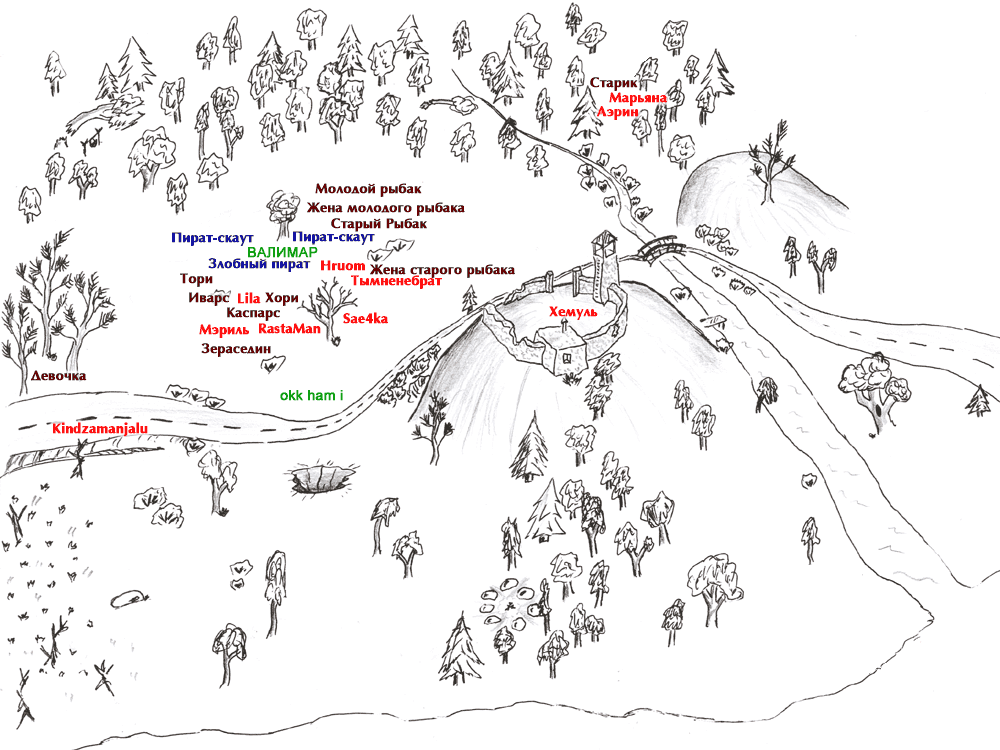 Старик
Марьяна
Аэрин
Молодой рыбак
Жена молодого рыбака
Старый Рыбак
Пират-скаут
Пират-скаут
ВАЛИМАР
Злобный пират
Hruom
Жена старого рыбака
Тори
Тымненебрат
Иварс
Lila
Хори
Каспарс
Хемуль
Мэриль
RastaMan
Sae4ka
Зераседин
Девочка
okk ham i
Kindzamanjalu